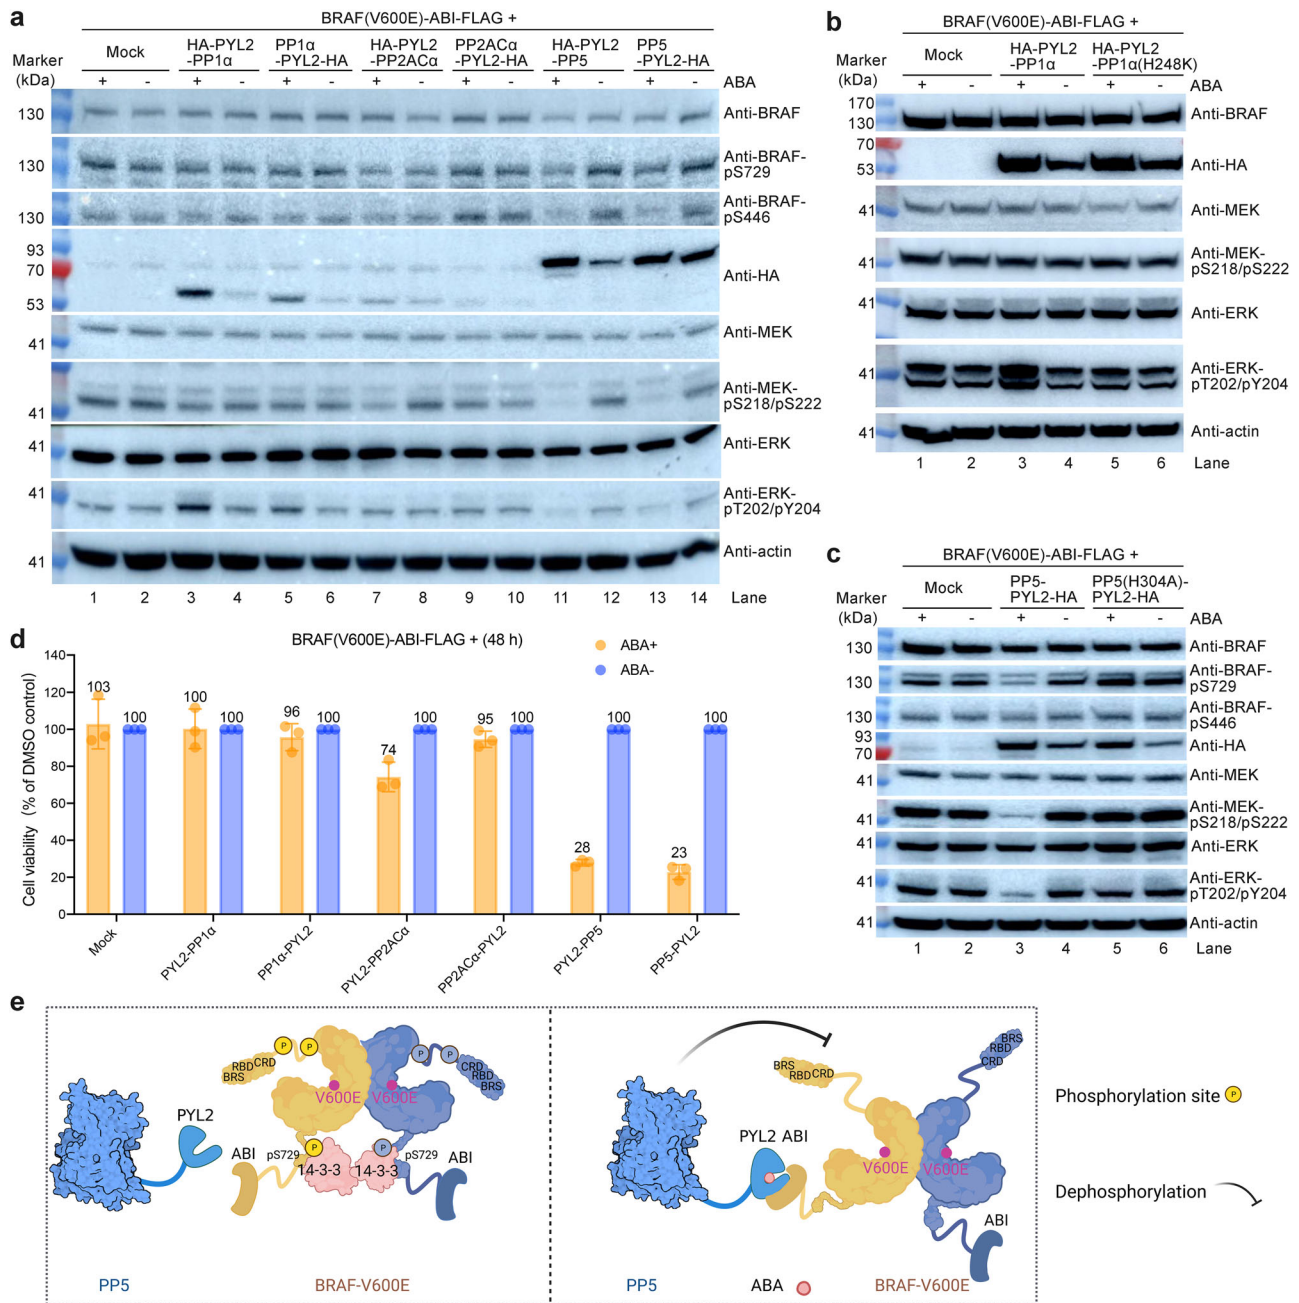 a
BRAF(V600E)-ABI-FLAG +
Marker
(kDa)
Mock
HA-PYL2
-PP1α
PP1α
-PYL2-HA
HA-PYL2
-PP2ACα
PP2ACα
-PYL2-HA
HA-PYL2
-PP5
PP5
-PYL2-HA
+ - + - + - + - + - + - + - ABA
130 Anti-BRAF
130 Anti-BRAF-
pS729
130 Anti-BRAF-
pS446
93
70
53
Anti-HA
41 Anti-MEK
41 Anti-MEK-
pS218/pS222
41 Anti-ERK
41 Anti-ERK-
pT202/pY204
41 Anti-actin
1 2 3 4 5 6 7 8 9 10 11 12 13 14 Lane
b
BRAF(V600E)-ABI-FLAG +
Marker
(kDa)
Mock
HA-PYL2
-PP1α
HA-PYL2
-PP1α(H248K)
+ - + - + - ABA
170
130
Anti-BRAF
70
53
Anti-HA
41 Anti-MEK
41 Anti-MEK-
pS218/pS222
41 Anti-ERK
41 Anti-ERK-
pT202/pY204
41 Anti-actin
1 2 3 4 5 6 Lane
c
BRAF(V600E)-ABI-FLAG +
Marker
(kDa)
Mock
PP5-
PYL2-HA
PP5(H304A)-
PYL2-HA
+ - + - + - ABA
130 Anti-BRAF
130 Anti-BRAF-
pS729
130 Anti-BRAF-
pS446
93
70
Anti-HA
41 Anti-MEK
41 Anti-MEK-
pS218/pS222
41 Anti-ERK
41 Anti-ERK-
pT202/pY204
41 Anti-actin
1 2 3 4 5 6 Lane
d
BRAF(V600E)-ABI-FLAG + (48 h)
ABA+
ABA-
Cell viability (% of DMSO control)
140
120
100
80
60
40
20
0
103 100 100 100 96 100 74 100 95 100 28 100 23 100
Mock
PYL2-PP1α
PP1α-PYL2
PYL2-PP2ACα
PP2ACα-PYL2
PYL2-PP5
PP5-PYL2
e
P P P P
BRS RBD CRD
CRD RBD BRS
V600E V600E
PYL2
ABI pS729 P P pS729 ABI
14-3-3 14-3-3
PP5 BRAF-V600E
BRS RBD CRD
BRS RBD CRD
PYL2 ABI
V600E V600E
ABI
PP5 ABA BRAF-V600E
Phosphorylation site P
Dephosphorylation